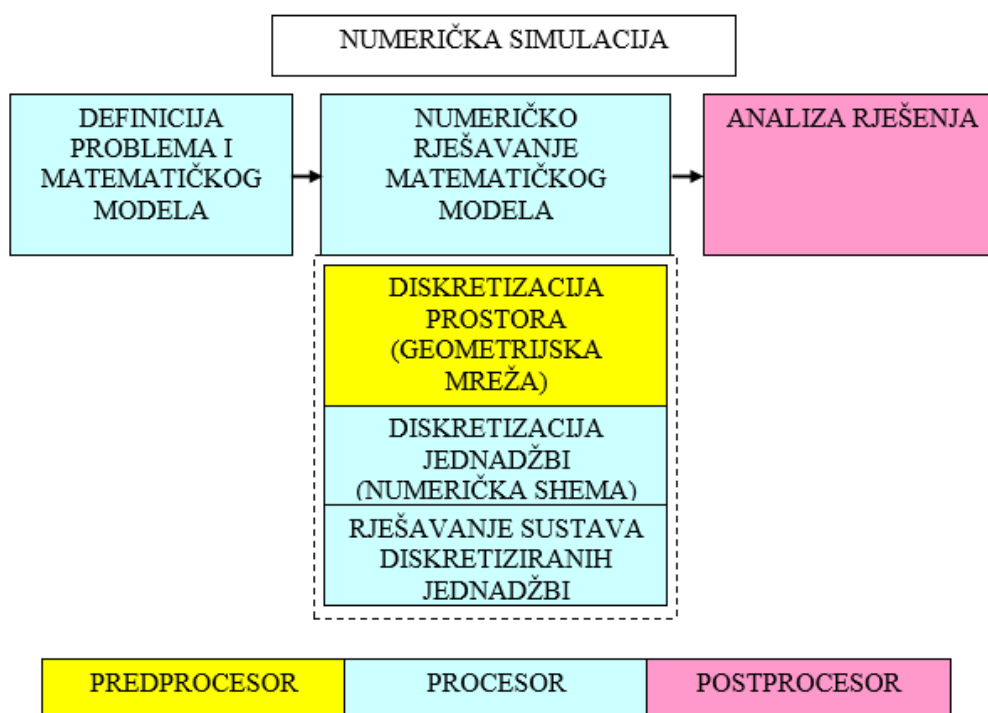 NUMERIČKA SIMULACIJA
DEFINICIJA
PROBLEMA I
MATEMATIČKOG
MODELA
NUMERIČKO
RJEŠAVANJE
MATEMATIČKOG
MODELA
ANALIZA RJEŠENJA
DISKRETIZACIJA
PROSTORA
(GEOMETRIJSKA
MREŽA)
DISKRETIZACIJA
JEDNADŽBI
(NUMERIČKA SHEMA)
RJEŠAVANJE SUSTAVA
DISKRETIZIRANIH
JEDNADŽBI
PREDPROCESOR
PROCESOR
POSTPROCESOR